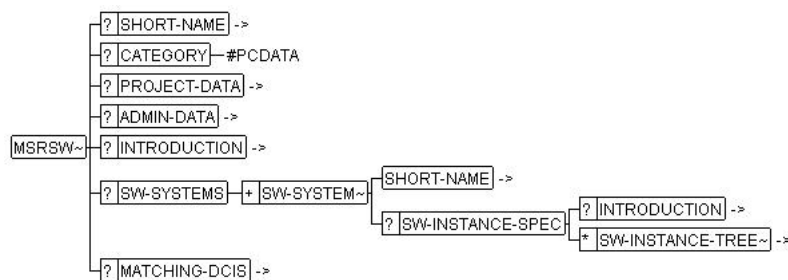 ? SHORT-NAME ->
? CATEGORY #PCDATA
? PROJECT-DATA ->
? ADMIN-DATA ->
MSRSW~ ? INTRODUCTION ->
? SW-SYSTEMS + SW-SYSTEM~ SHORT-NAME ->
? SW-INSTANCE-SPEC ? INTRODUCTION ->
* SW-INSTANCE-TREE~ ->
? MATCHING-DCIS ->